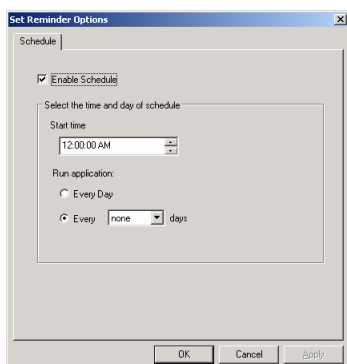 Set Reminder Options
Schedule
Enable Schedule
Select the time and day of schedule
Start time
12:00:00 AM
Run application:
Every Day
Every none days
OK Cancel Apply